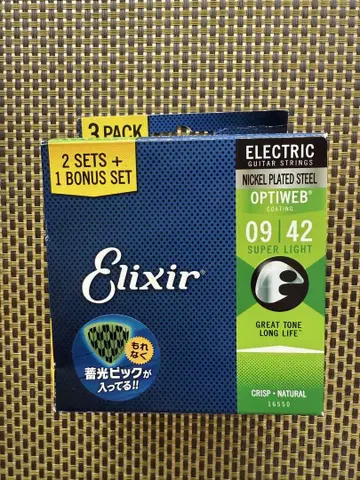 3 PACK
2 SETS +
1 BONUS SET
ELECTRIC
GUITAR STRINGS
NICKEL PLATED STEEL
OPTIWEB®
COATING
09 | 42
SUPER LIGHT
Elixir®
GREAT TONE
LONG LIFE™
もれ
なく
蓄光ピックが
入ってる!!
CRISP • NATURAL
16550